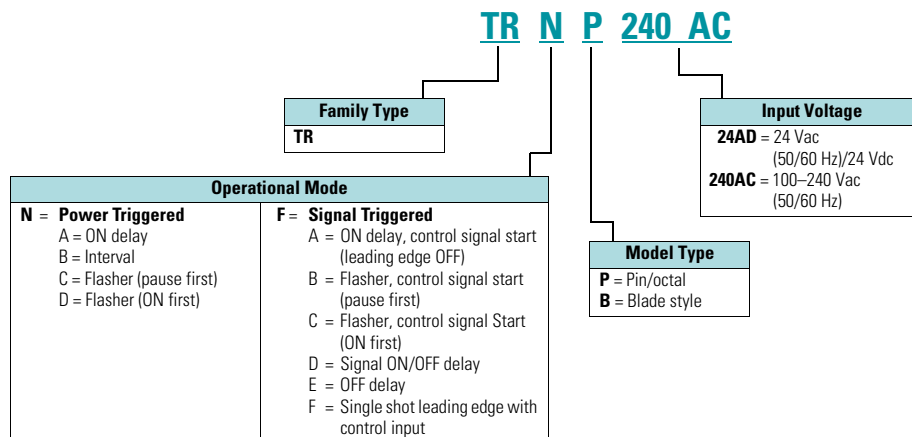 TR N P 240 AC
Family Type
TR
Input Voltage
24AD = 24 Vac
(50/60 Hz)/24 Vdc
240AC = 100–240 Vac
(50/60 Hz)
Operational Mode
N = Power Triggered
A = ON delay
B = Interval
C = Flasher (pause first)
D = Flasher (ON first)
F = Signal Triggered
A = ON delay, control signal start
(leading edge OFF)
B = Flasher, control signal start
(pause first)
C = Flasher, control signal Start
(ON first)
D = Signal ON/OFF delay
E = OFF delay
F = Single shot leading edge with
control input
Model Type
P = Pin/octal
B = Blade style